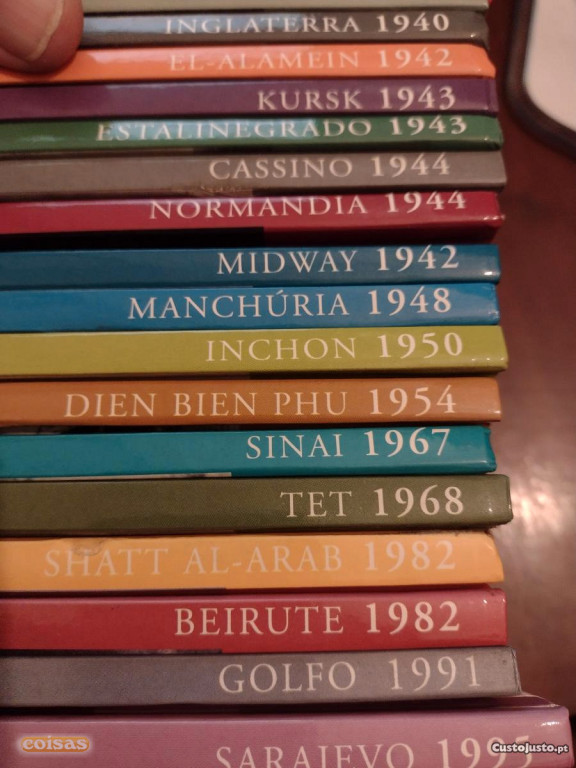 INGLATERRA 1940
EL-ALAMEIN 1942
KURSK 1943
ESTALINEGRADO 1943
CASSINO 1944
NORMANDIA 1944
MIDWAY 1942
MANCHÚRIA 1948
INCHON 1950
DIEN BIEN PHU 1954
SINAI 1967
TET 1968
SHATT AL-ARAB 1982
BEIRUTE 1982
GOLFO 1991
SARAJEVO 1995
coisas
CustoJusto.pt